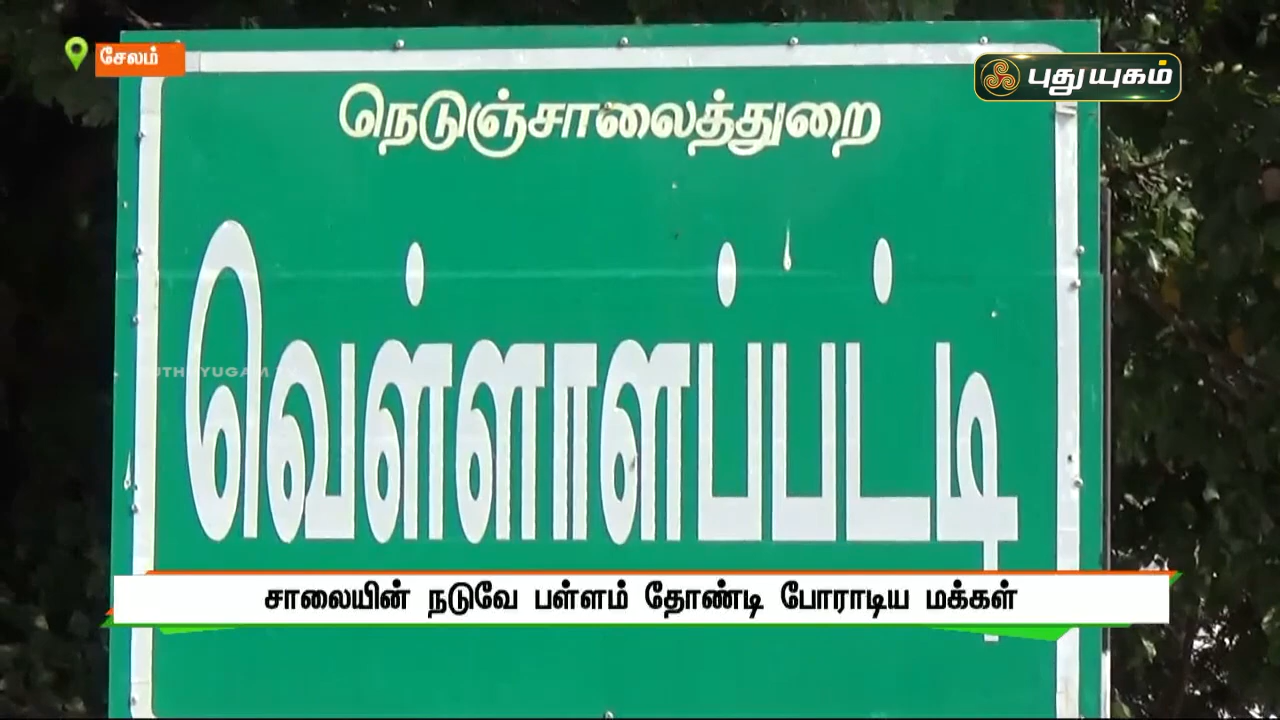 சேலம்
புதுயுகம்
நெடுஞ்சாலைத்துறை
வெள்ளாளப்பட்டி
சாலையின் நடுவே பள்ளம் தோண்டி போராடிய மக்கள்